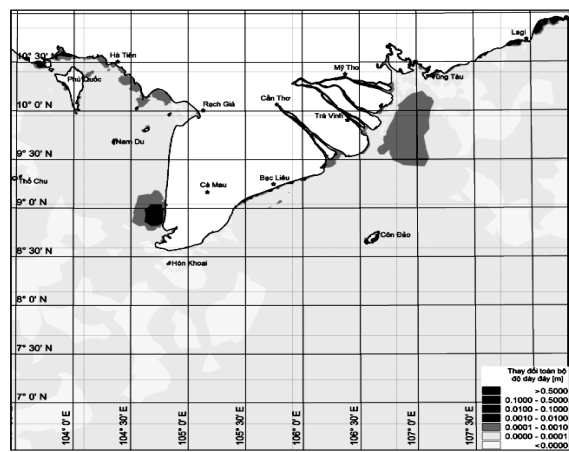 Lagi
10° 30' N
Hà Tiên
Mỹ Tho
Vũng Tàu
Phú Quốc
Cần Thơ
10° 0' N
Rạch Giá
Trà Vinh
Nam Du
9° 30' N
Thổ Chu
Cà Mau
Bạc Liêu
9° 0' N
Côn Đảo
8° 30' N
Hòn Khoai
8° 0' N
7° 30' N
7° 0' N
Thay đổi toàn bộ
độ dày đáy [m]
>0.5000
0.1000 - 0.5000
0.0100 - 0.1000
0.0010 - 0.0100
0.0001 - 0.0010
0.0000 - 0.0001
<0.0000
104° 0' E
104° 30' E
105° 0' E
105° 30' E
106° 0' E
106° 30' E
107° 0' E
107° 30' E